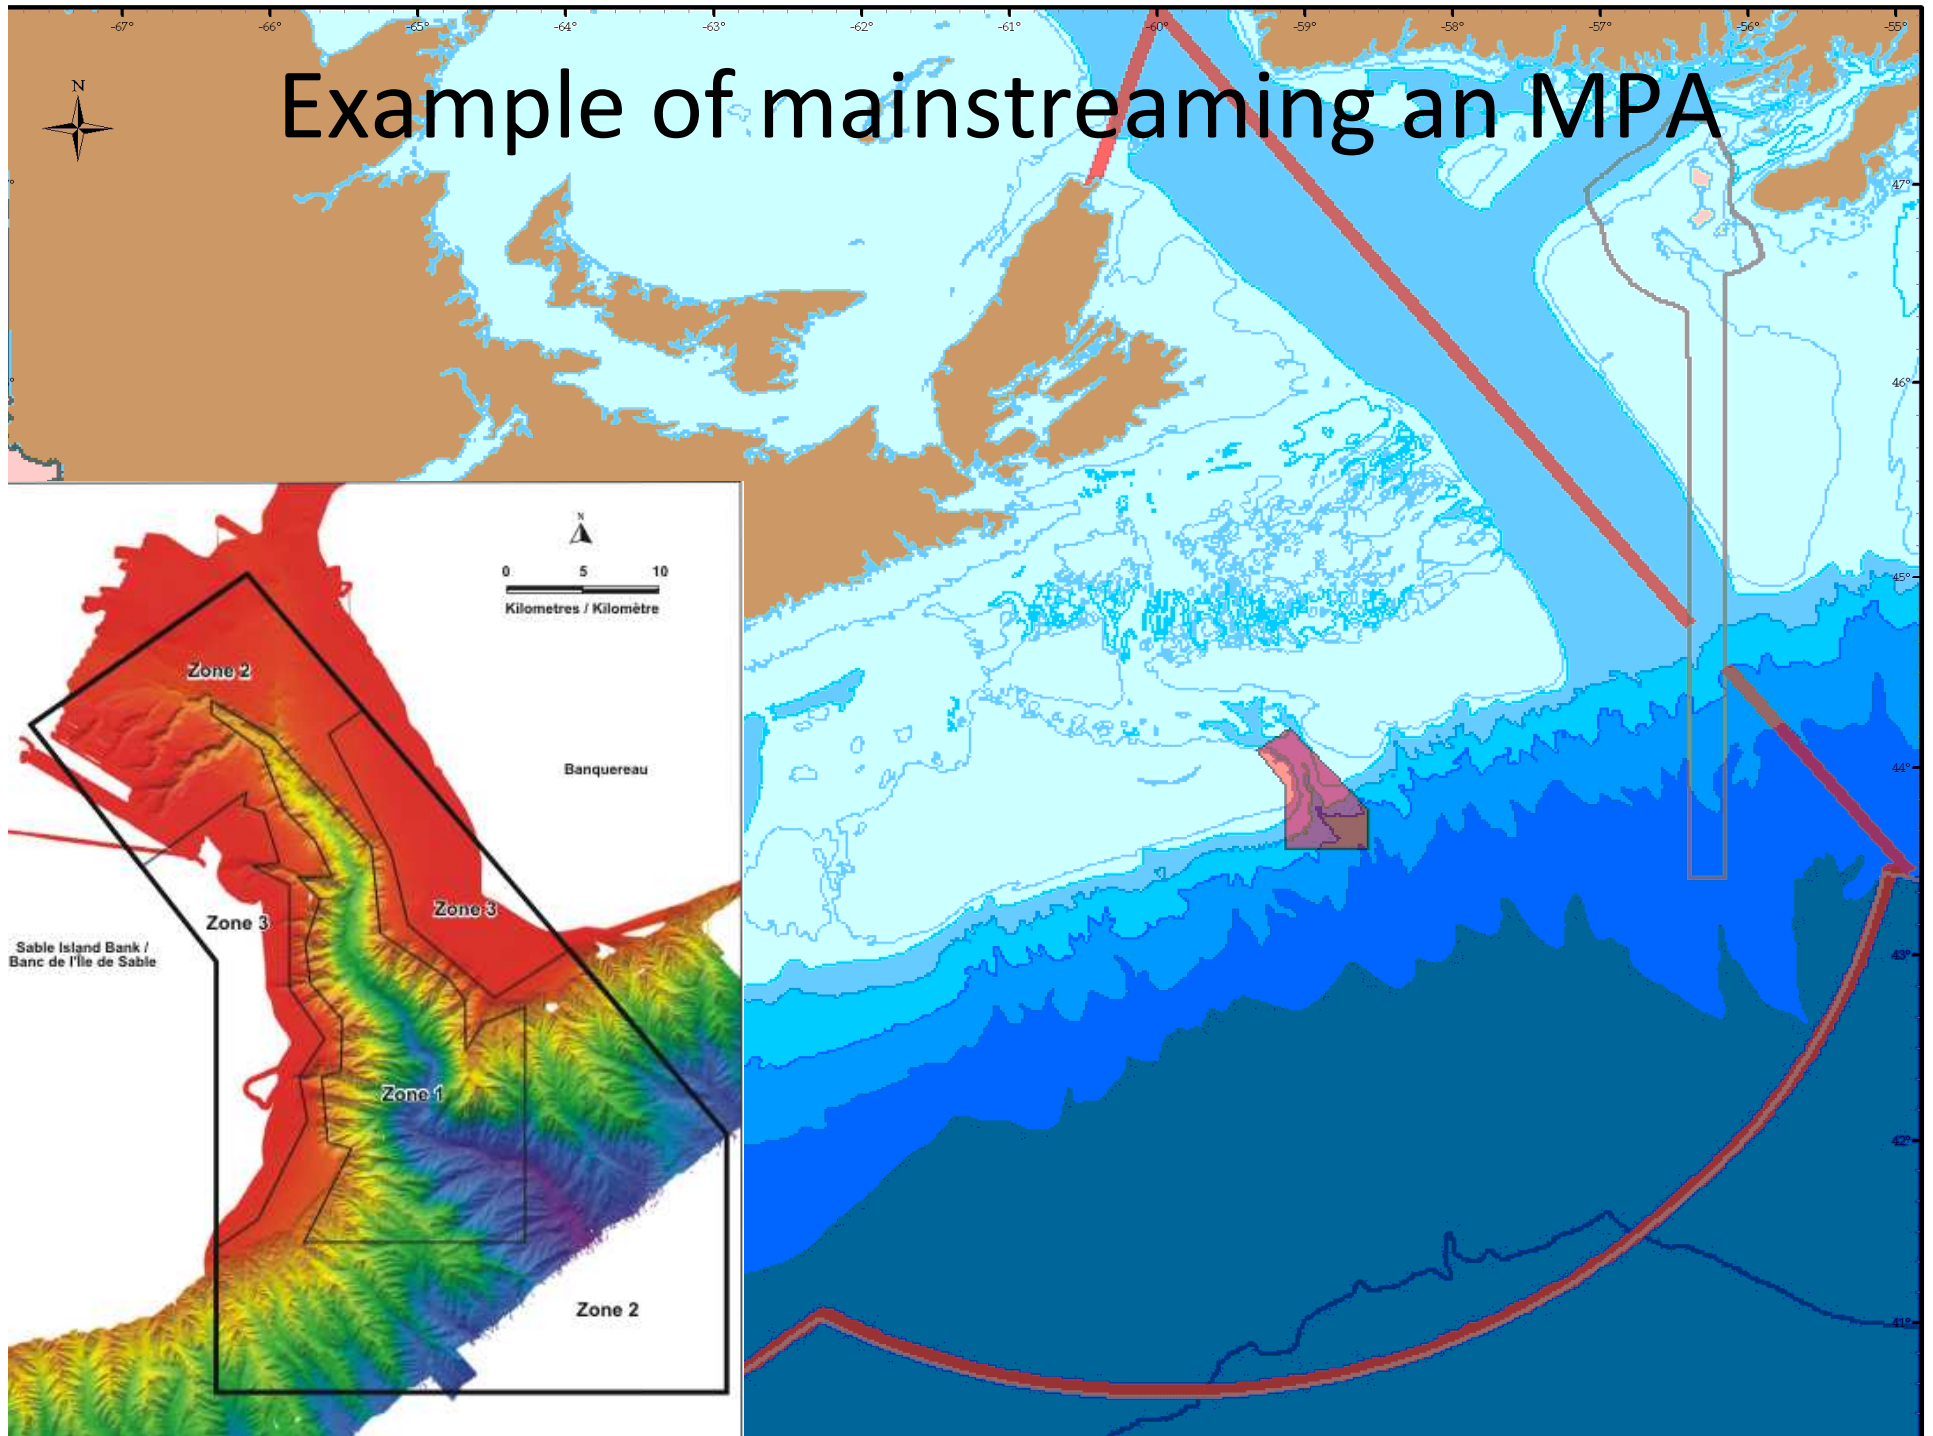 -67° -66° -65° -64° -63° -62° -61° -60° -59° -58° -57° -56° -55°
N
Example of mainstreaming an MPA
47°
46°
45°
44°
43°
42°
41°
N
0 5 10
Kilometres / Kilomètre
Zone 2
Banquereau
Zone 3
Zone 3
Sable Island Bank /
Banc de l'Île de Sable
Zone 1
Zone 2